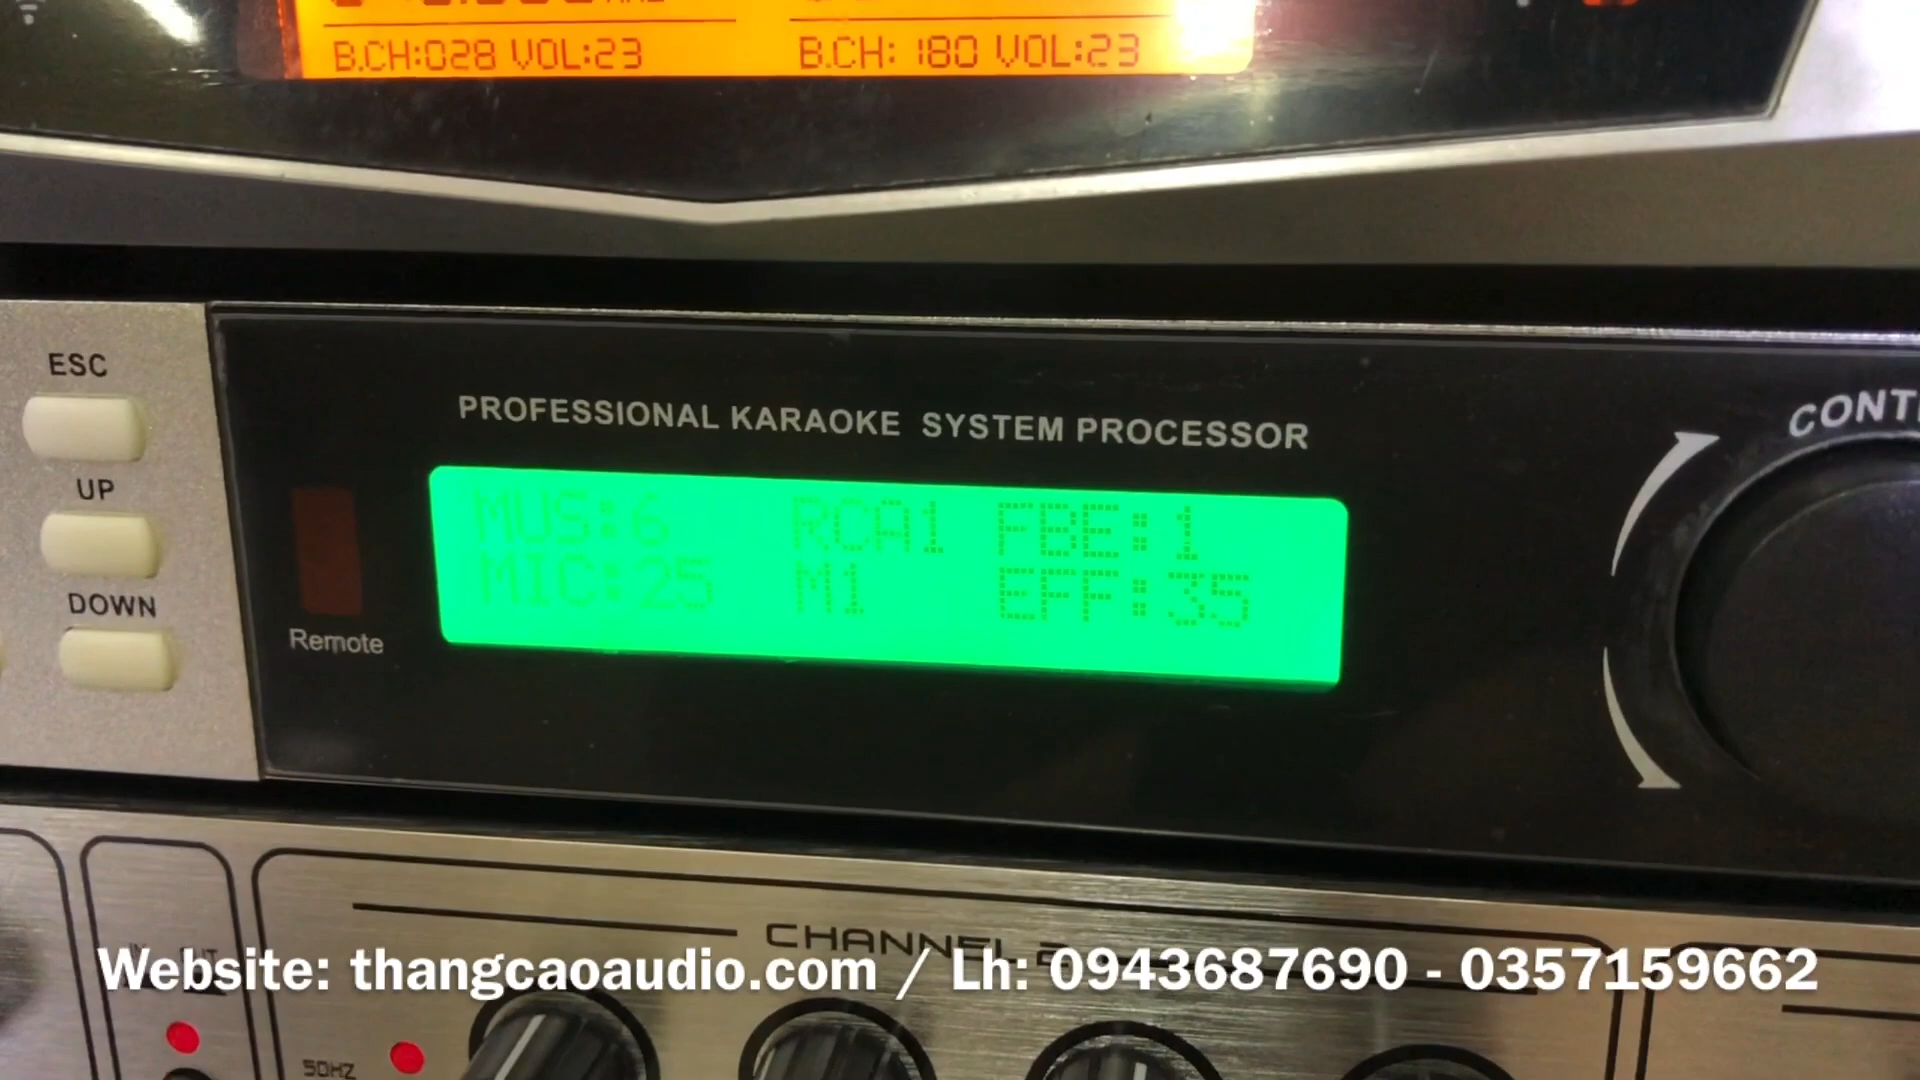 B.CH:028 VOL:23
B.CH: 180 VOL:23
ESC
UP
DOWN
Remote
PROFESSIONAL KARAOKE SYSTEM PROCESSOR
MUS:6 RCA1 FBE:1
MIC:25 M1 EFF:35
CHANNEL 2
Website: thangcaoaudio.com / Lh: 0943687690 - 0357159662
50HZ